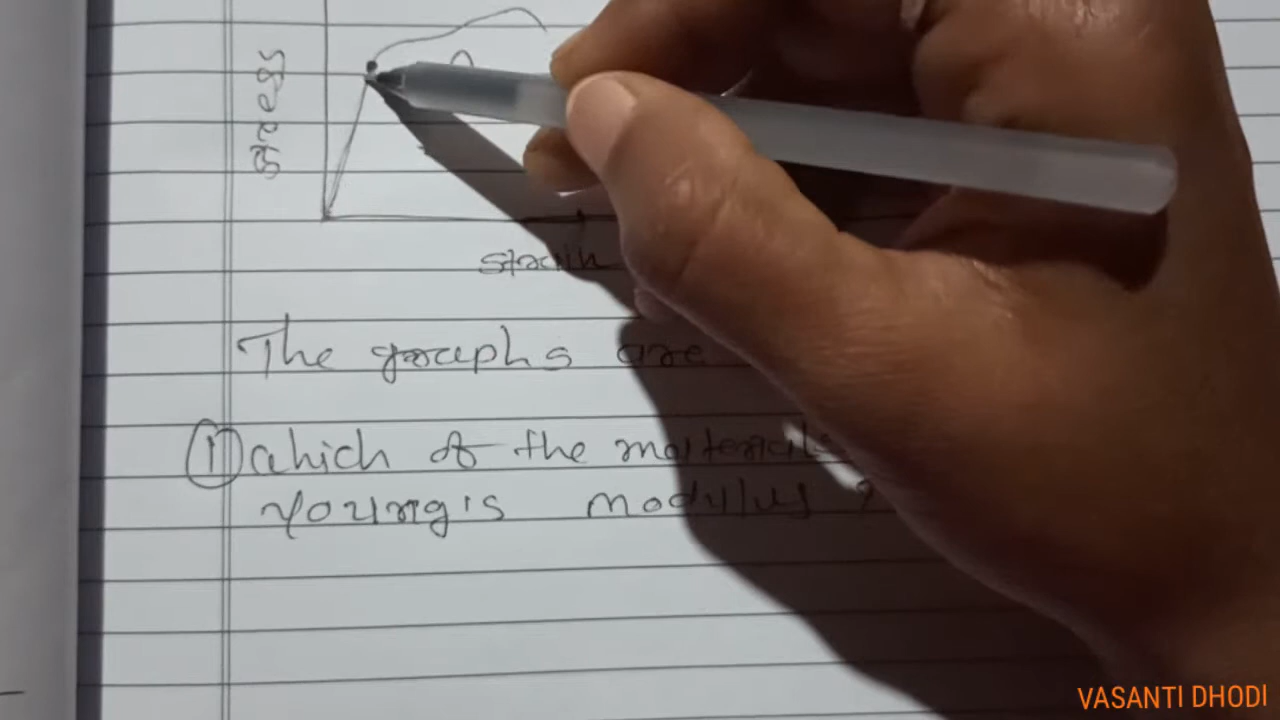 stress
strain
The graphs are
① which of the materials
Young's modulus ?
VASANTI DHODI